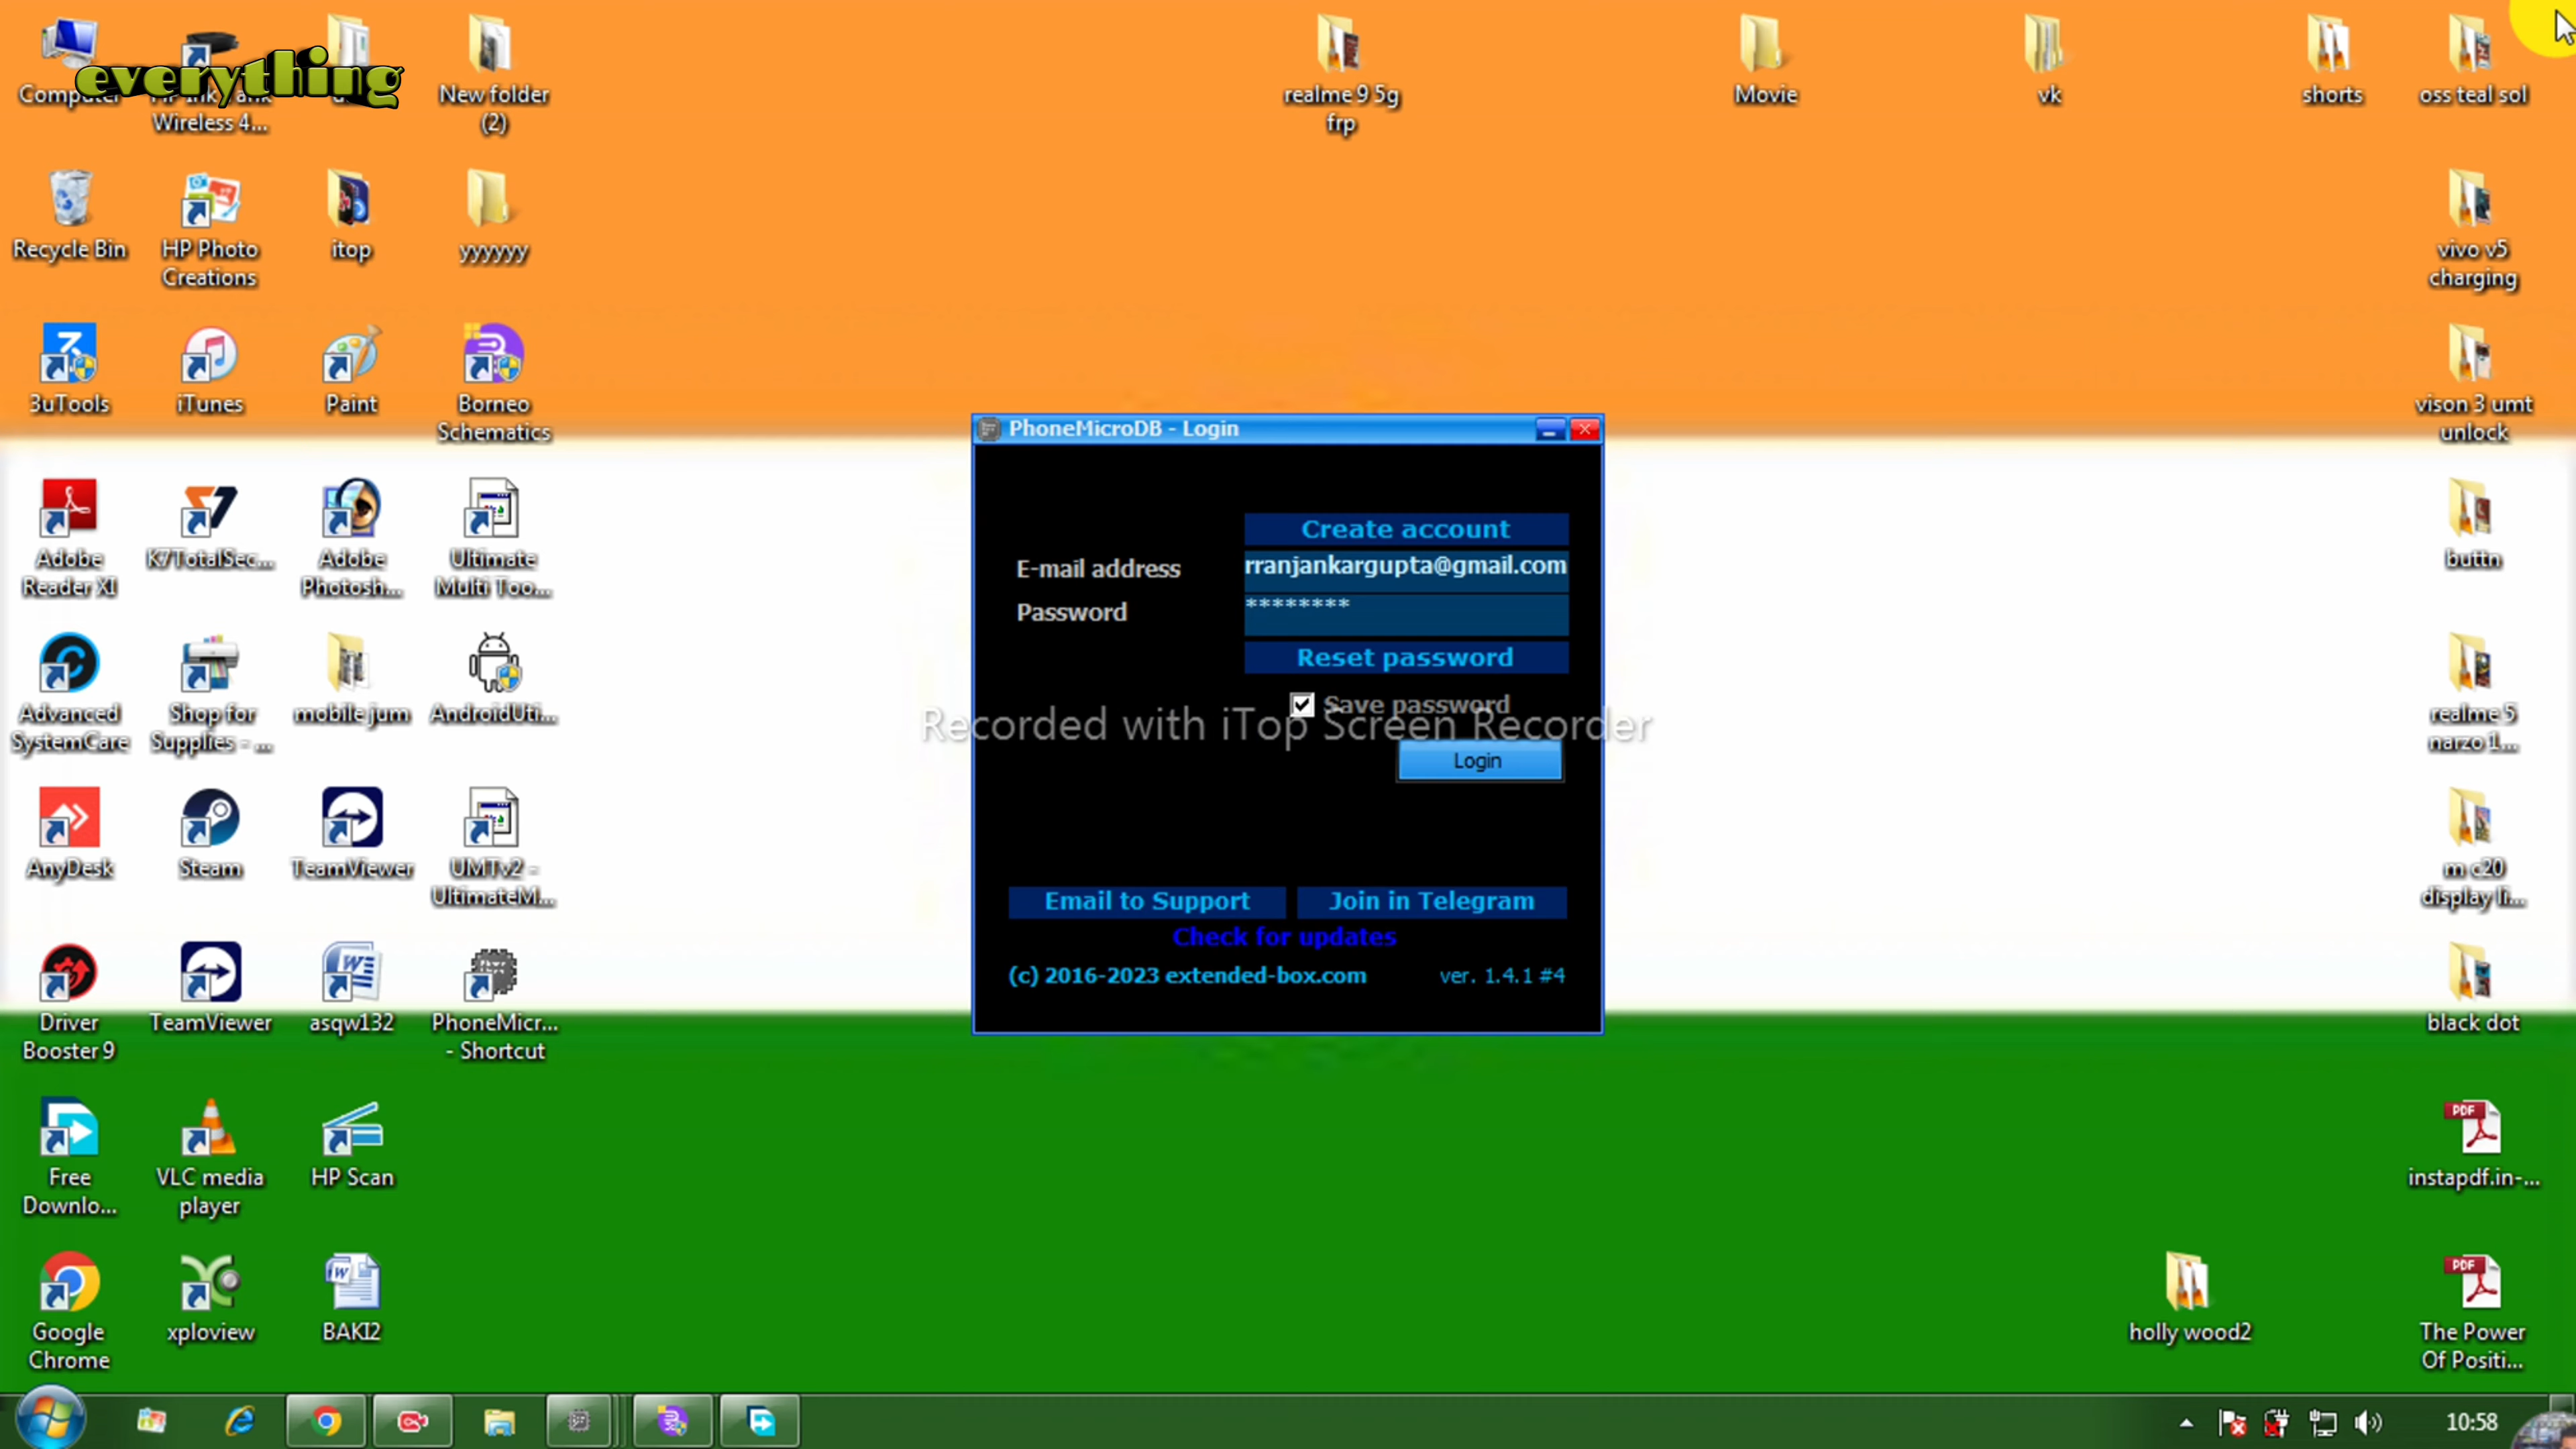 everything
Computer
Wireless 4...
New folder
(2)
realme 9 5g
frp
Movie
vk
shorts
oss teal sol
Recycle Bin
HP Photo
Creations
itop
yyyyyy
vivo v5
charging
3uTools
iTunes
Paint
Borneo
Schematics
vison 3 umt
unlock
PhoneMicroDB - Login
Create account
E-mail address
rranjankargupta@gmail.com
Password
********
Reset password
Save password
Recorded with iTop Screen Recorder
Login
Email to Support
Join in Telegram
Check for updates
(c) 2016-2023 extended-box.com
ver. 1.4.1 #4
Adobe
Reader XI
K7TotalSec...
Adobe
Photosh...
Ultimate
Multi Too...
buttn
Advanced
SystemCare
Shop for
Supplies - ...
mobile jum
AndroidUti...
realme 5
narzo 1...
AnyDesk
Steam
TeamViewer
UMTv2 -
UltimateM...
m c20
display li...
Driver
Booster 9
TeamViewer
asqw132
PhoneMicr...
- Shortcut
black dot
Free
Downlo...
VLC media
player
HP Scan
instapdf.in-...
Google
Chrome
xploview
BAKI2
holly wood2
The Power
Of Positi...
10:58